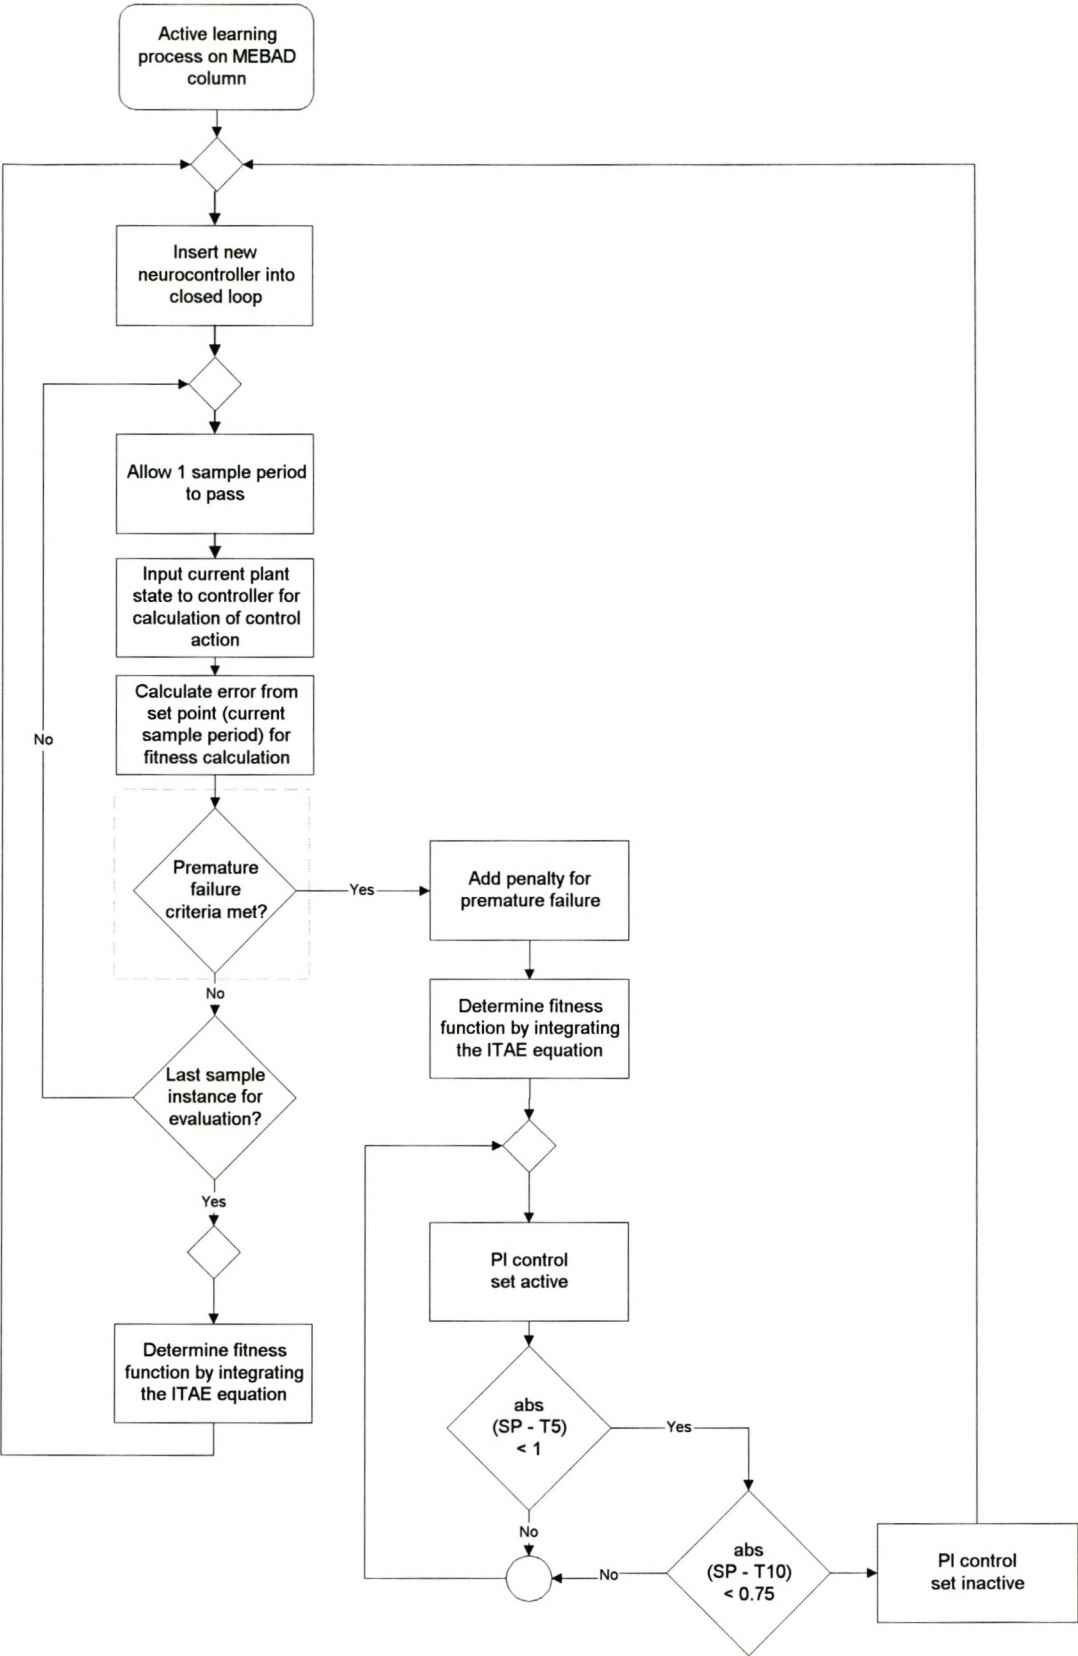 Active learning
process on MEBAD
column
Insert new
neurocontroller into
closed loop
Allow 1 sample period
to pass
Input current plant
state to controller for
calculation of control
action
Calculate error from
set point (current
sample period) for
fitness calculation
No
Premature
failure
criteria met?
Yes
Add penalty for
premature failure
No
Determine fitness
function by integrating
the ITAE equation
Last sample
instance for
evaluation?
Yes
PI control
set active
Determine fitness
function by integrating
the ITAE equation
abs
(SP - T5)
< 1
Yes
No
abs
(SP - T10)
< 0.75
No
PI control
set inactive